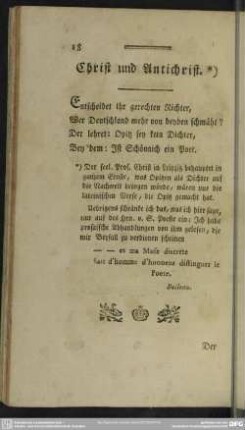 18
Christ und Antichrist. *)
Entscheidet ihr gerechten Richter,
Wer Deutschland mehr von beyden schmäht?
Der lehret: Opitz sey kein Dichter,
Bey dem: Ist Schönaich ein Poet.
*) Der seel. Prof. Christ in Leipzig behauptet in
ganzem Ernste, was Opitzen als Dichter auf
die Nachwelt bringen würde, wären nur die
lateinischen Verse, die Opitz gemacht hat.
Uebrigens schränke ich das, was ich hier sage,
nur auf des Hrn. v. S. Poesie ein: Ich habe
prosaische Abhandlungen von ihm gelesen, die
mir Beyfall zu verdienen scheinen
— — et ma Muse discrete
sait d'homme d'honneur distinguer le
Poete.
Boileau.
Der